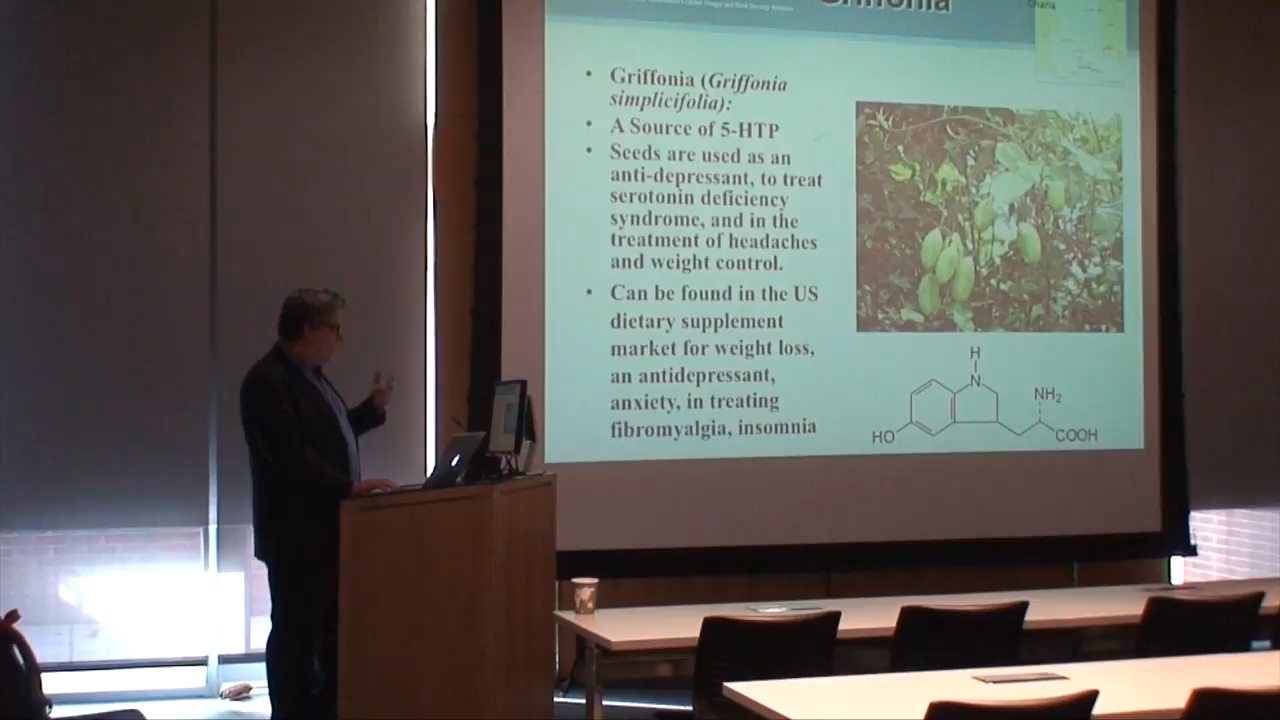 Griffonia
Ghana
• Griffonia (Griffonia
simplicifolia):
• A Source of 5-HTP
• Seeds are used as an
anti-depressant, to treat
serotonin deficiency
syndrome, and in the
treatment of headaches
and weight control.
• Can be found in the US
dietary supplement
market for weight loss,
an antidepressant,
anxiety, in treating
fibromyalgia, insomnia
H
N
NH₂
HO
COOH